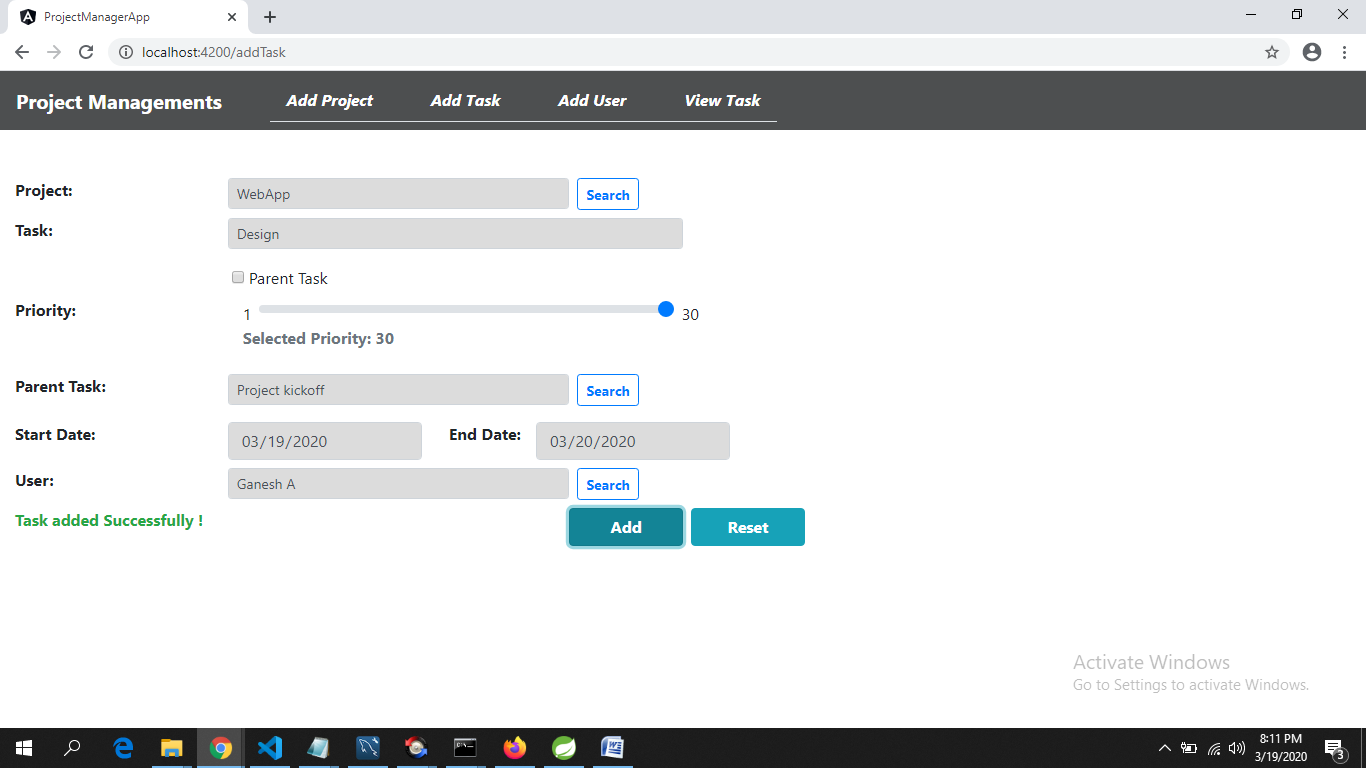 ProjectManagerApp
localhost:4200/addTask
Project Managements Add Project Add Task Add User View Task
Project: WebApp Search
Task: Design
Parent Task
Priority: 1 30
Selected Priority: 30
Parent Task: Project kickoff Search
Start Date: 03/19/2020 End Date: 03/20/2020
User: Ganesh A Search
Task added Successfully ! Add Reset
Activate Windows
Go to Settings to activate Windows.
8:11 PM
3/19/2020
3